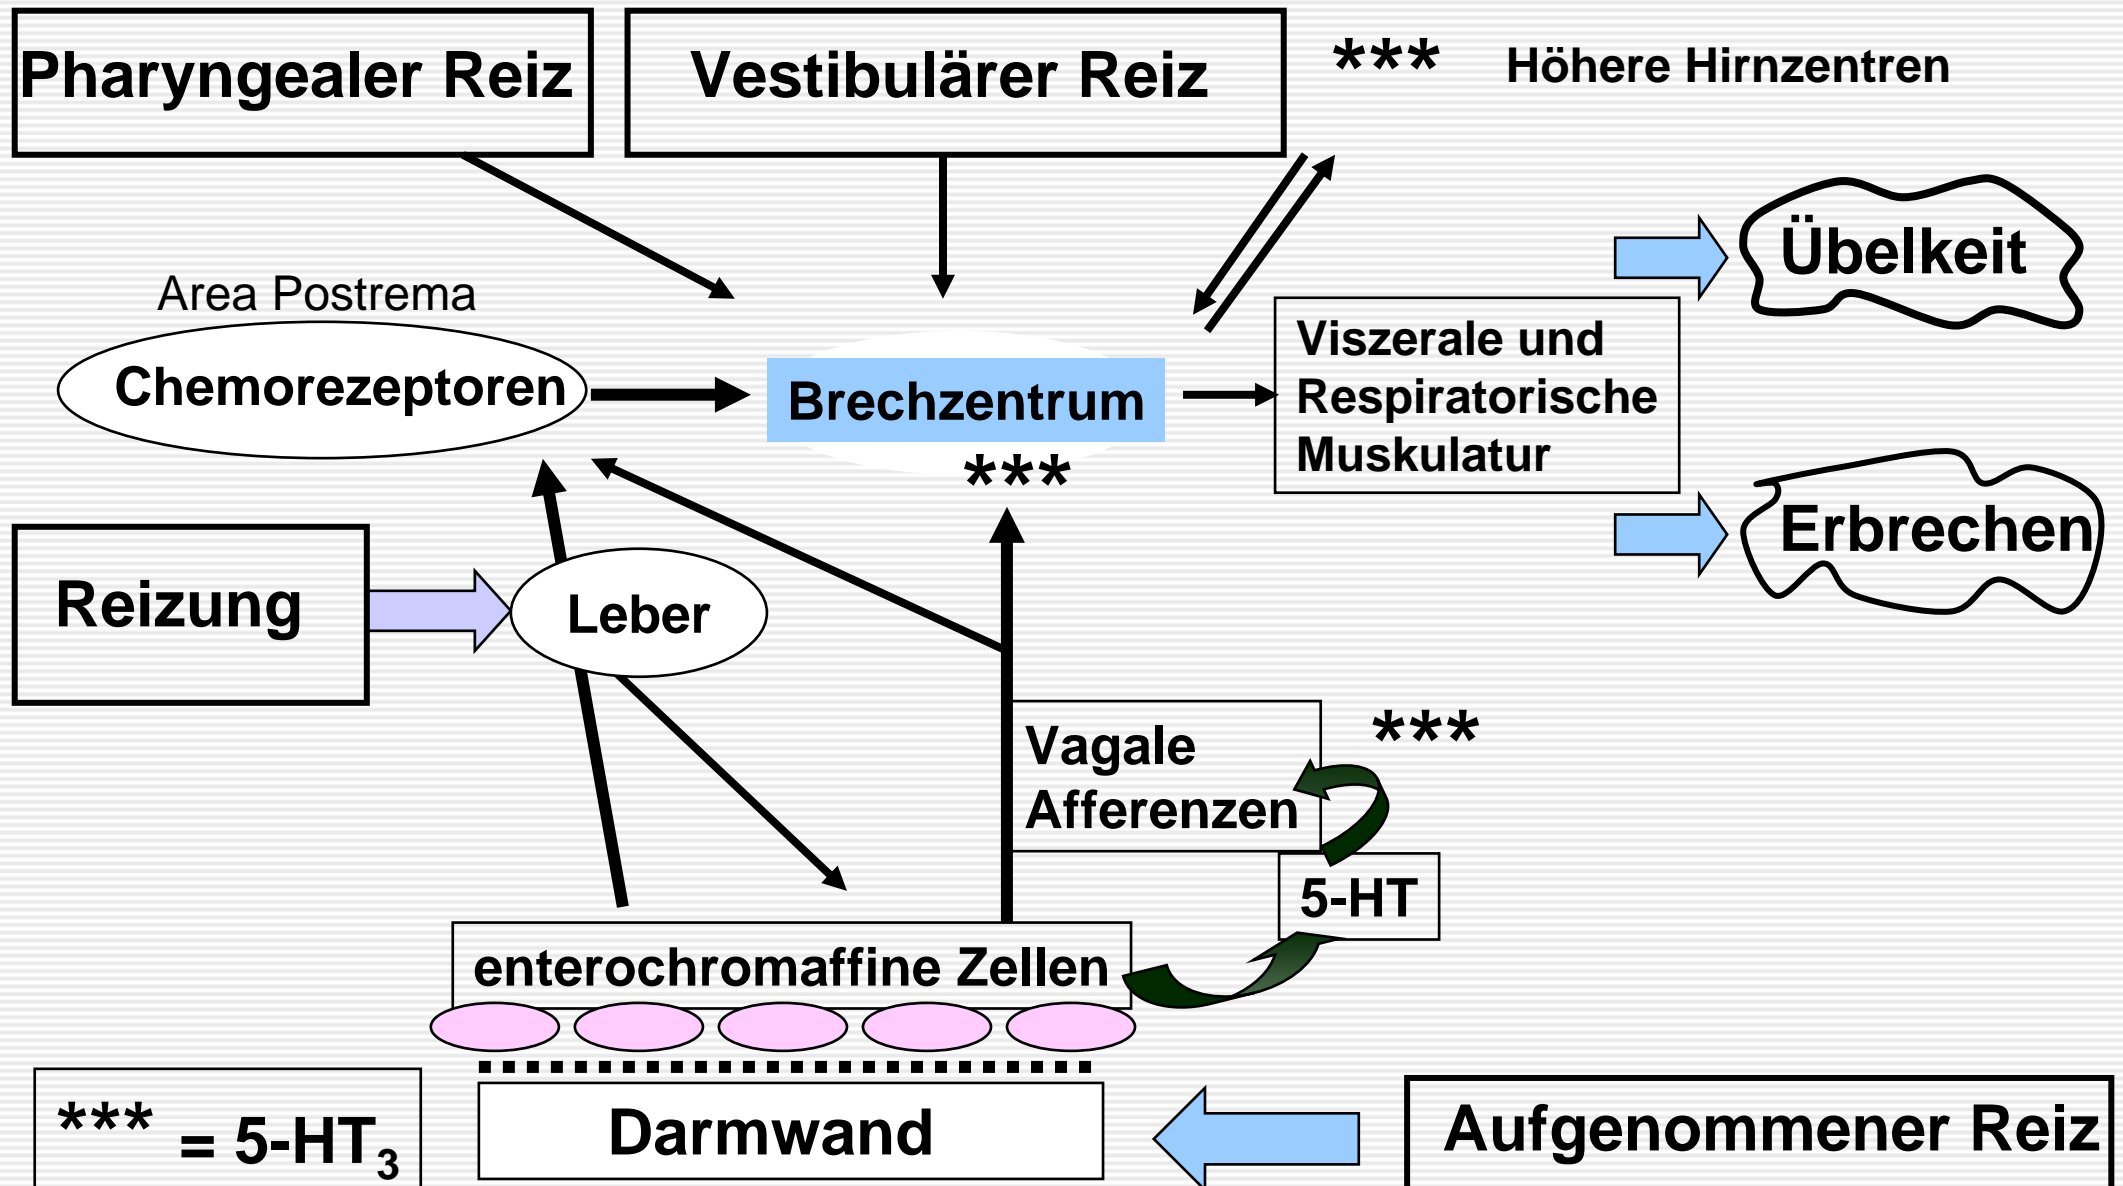 Pharyngealer Reiz
Vestibulärer Reiz
*** Höhere Hirnzentren
Übelkeit
Area Postrema
Chemorezeptoren
Brechzentrum
***
Viszerale und
Respiratorische
Muskulatur
Erbrechen
Reizung
Leber
Vagale
Afferenzen
***
5-HT
enterochromaffine Zellen
*** = 5-HT₃
Darmwand
Aufgenommener Reiz